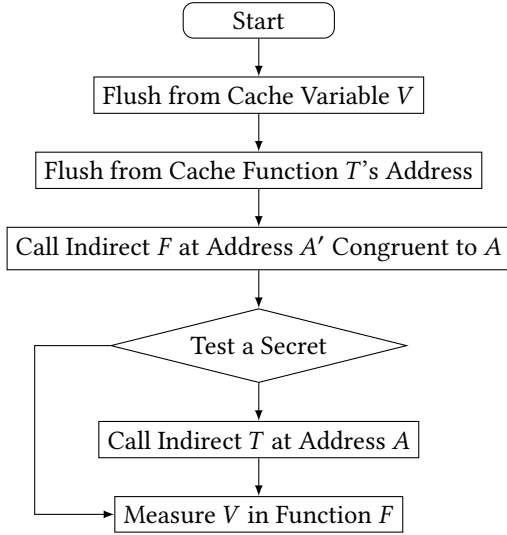 Start
Flush from Cache Variable V
Flush from Cache Function T's Address
Call Indirect F at Address A′ Congruent to A
Test a Secret
Call Indirect T at Address A
Measure V in Function F